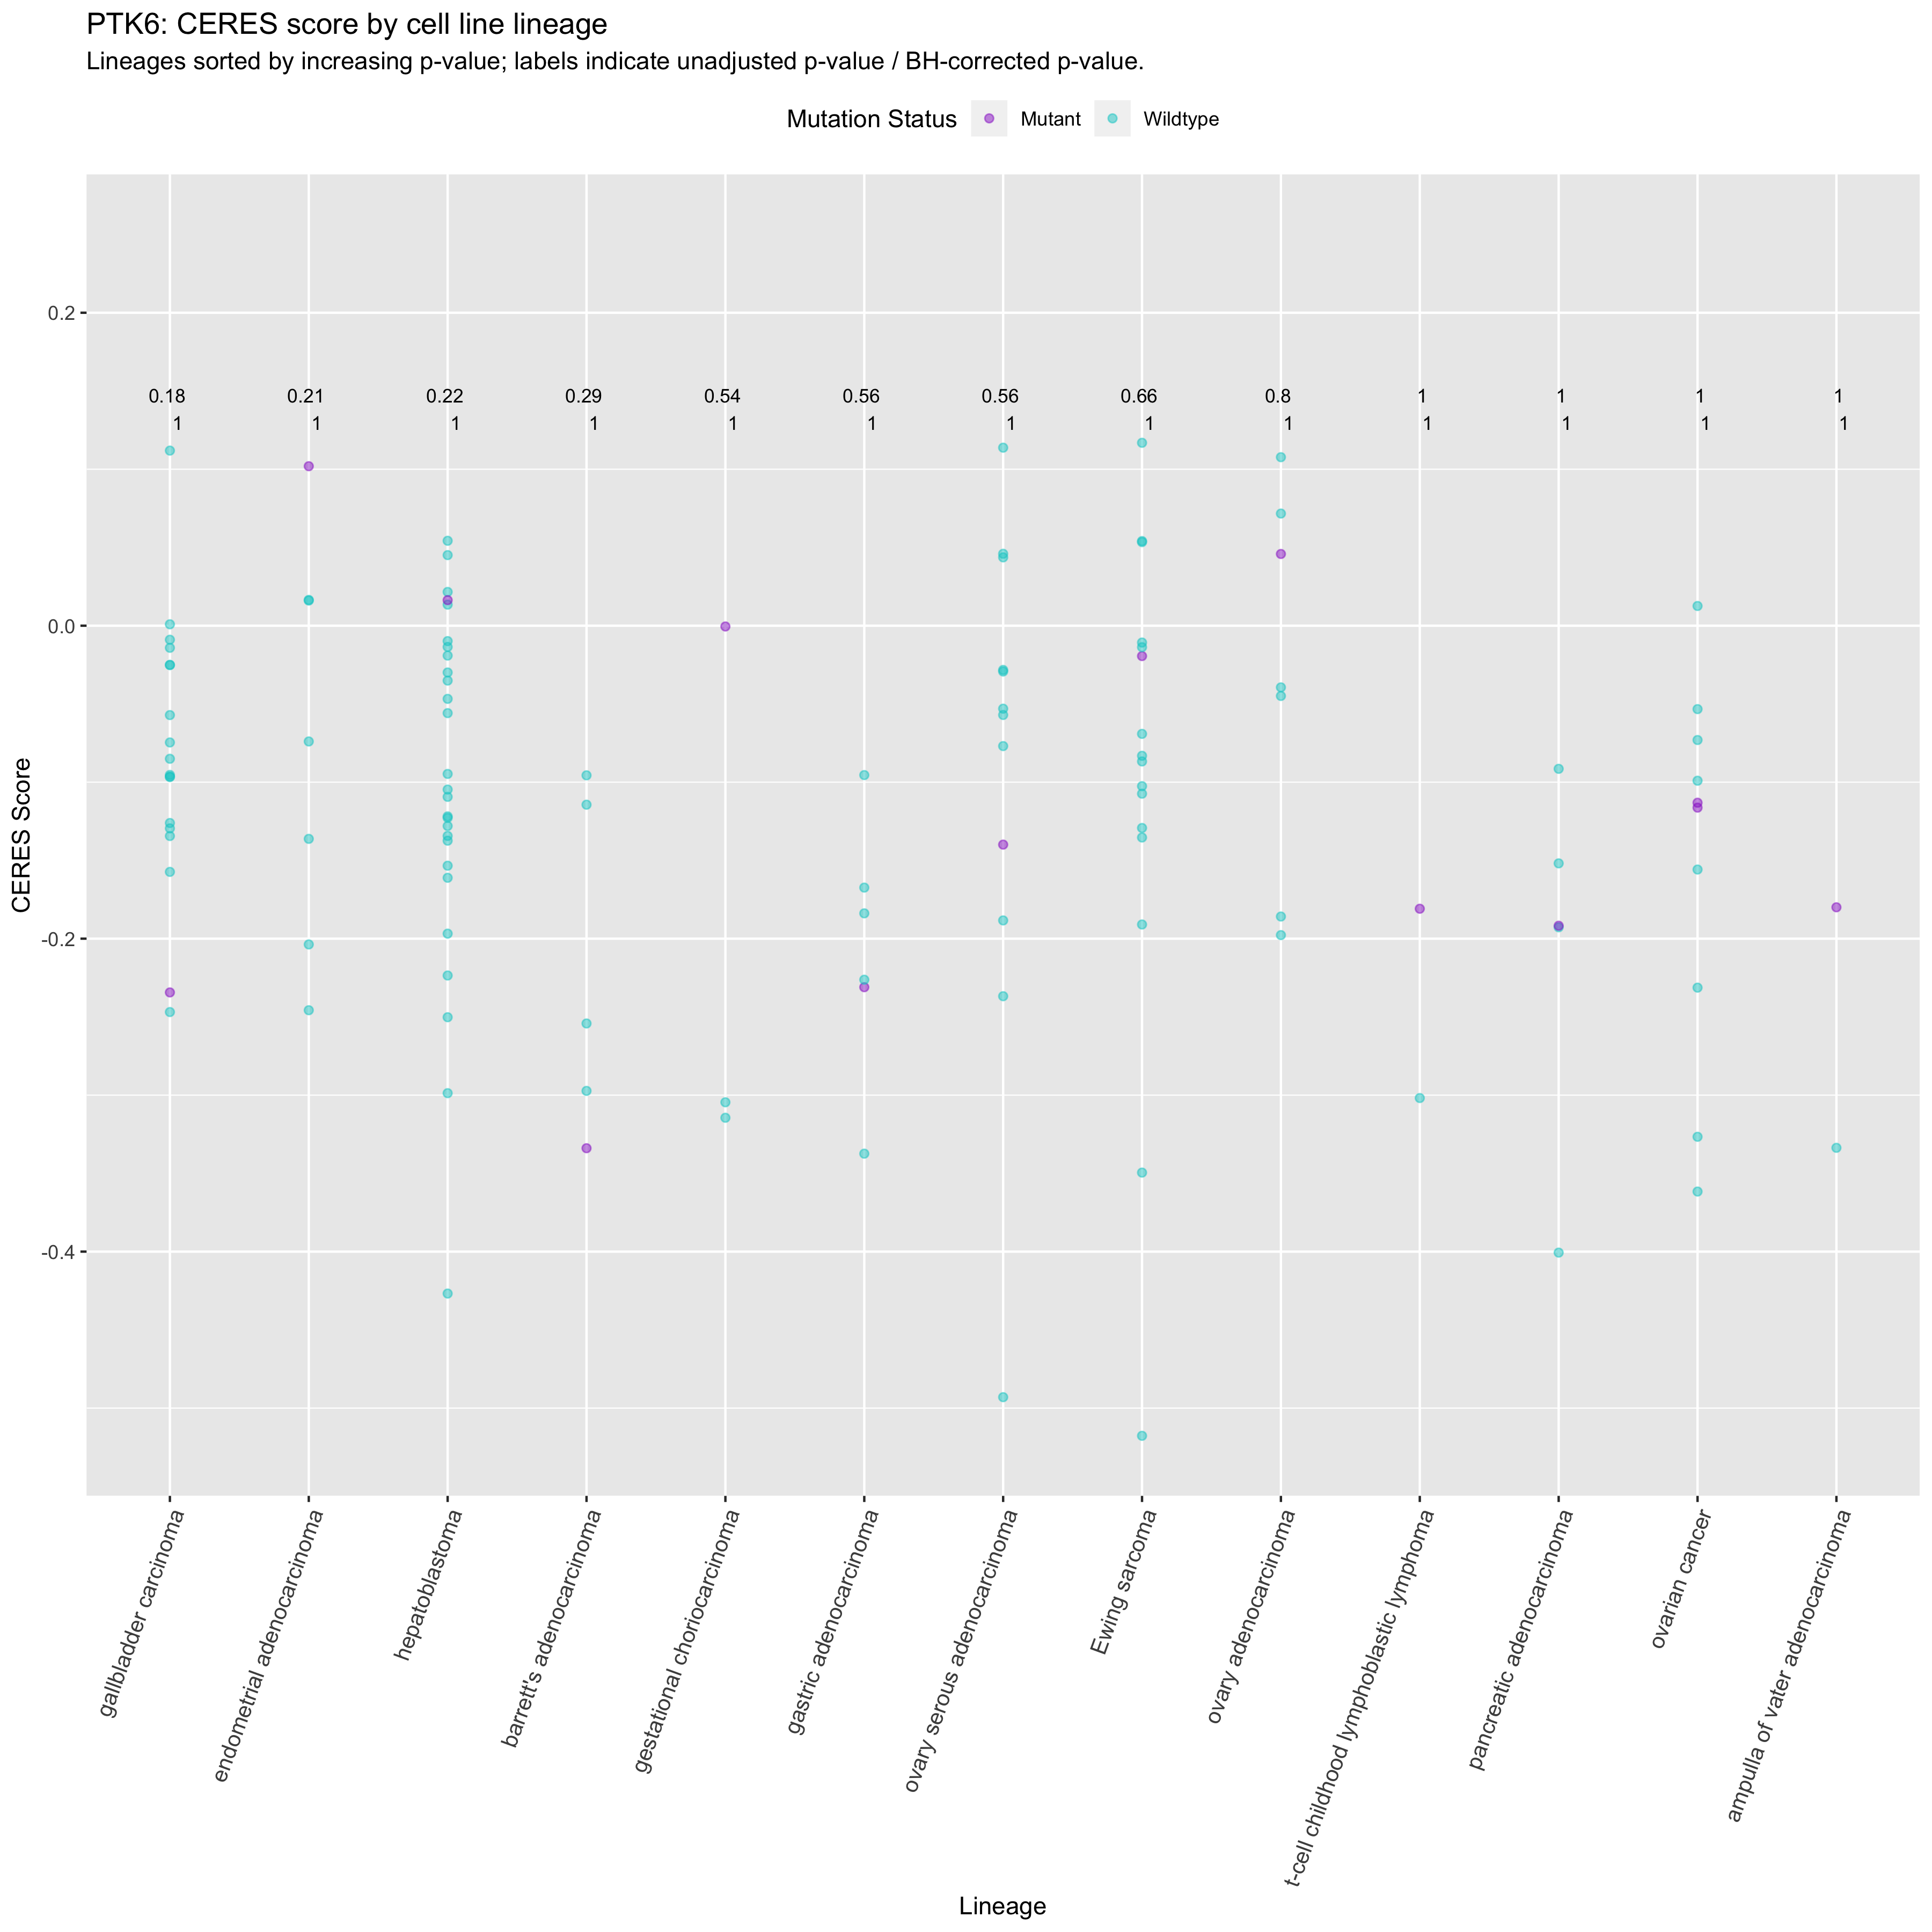 PTK6: CERES score by cell line lineage
Lineages sorted by increasing p-value; labels indicate unadjusted p-value / BH-corrected p-value.
Mutation Status Mutant Wildtype
0.2
0.18 0.21 0.22 0.29 0.54 0.56 0.56 0.66 0.8 1 1 1 1
1 1 1 1 1 1 1 1 1 1 1 1 1
0.0
CERES Score
-0.2
-0.4
gallbladder carcinoma
endometrial adenocarcinoma
hepatoblastoma
barrett's adenocarcinoma
gestational choriocarcinoma
gastric adenocarcinoma
ovary serous adenocarcinoma
Ewing sarcoma
ovary adenocarcinoma
t-cell childhood lymphoblastic lymphoma
pancreatic adenocarcinoma
ovarian cancer
ampulla of vater adenocarcinoma
Lineage